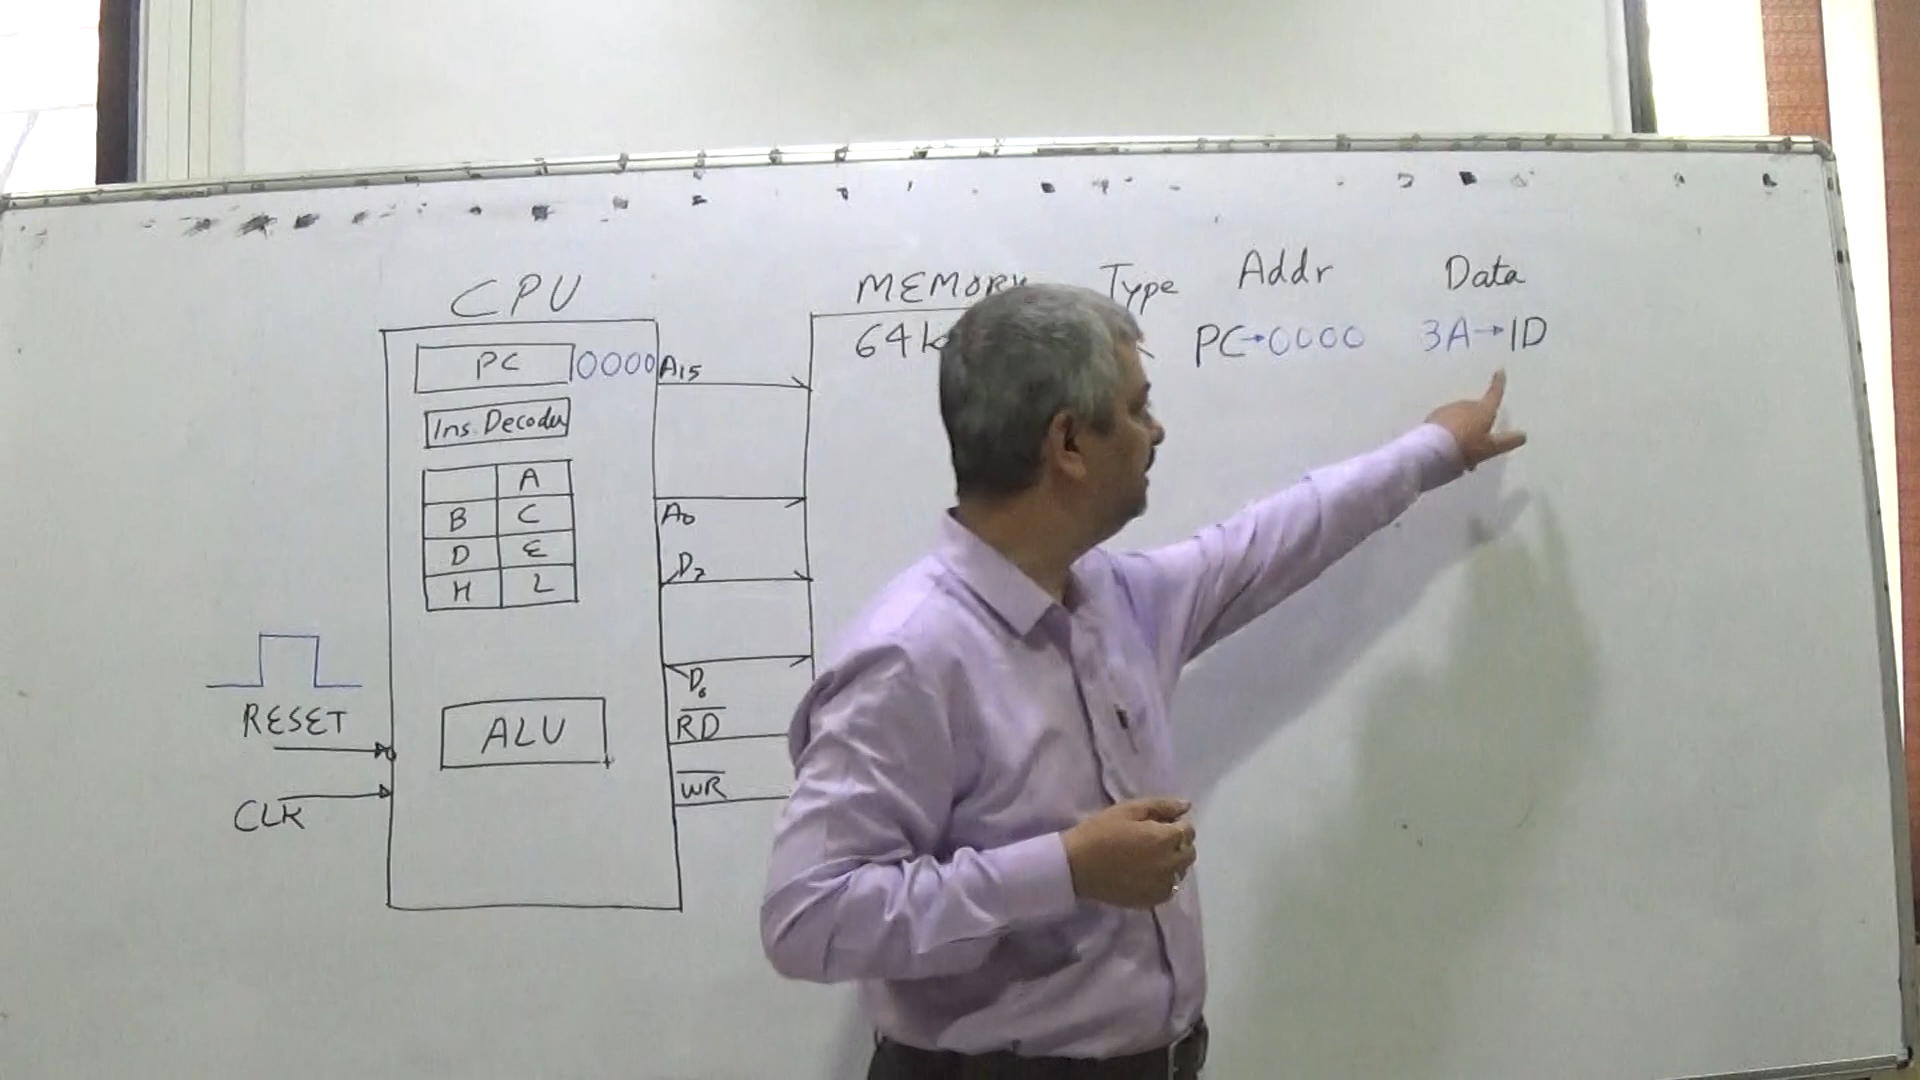 CPU
PC 0000
Ins. Decoder
A
B C
D E
H L
ALU
RESET
CLK
A15
A0
D7
D0
RD
WR
MEMORY
64k
Type Addr Data
PC→0000 3A→ID